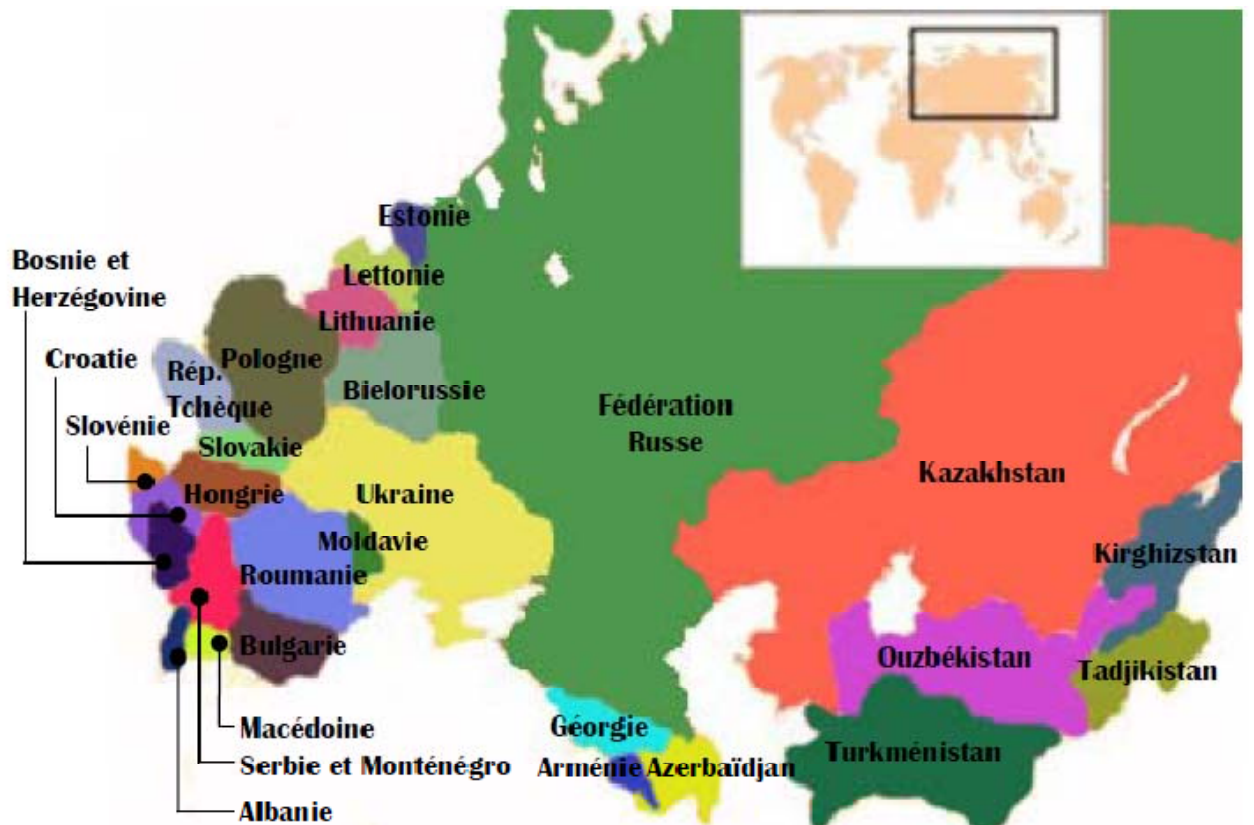 Estonie
Bosnie et
Herzégovine
Lettonie
Lithuanie
Croatie
Pologne
Rép.
Tchèque
Bielorussie
Fédération
Russe
Slovénie
Slovakie
Kazakhstan
Hongrie
Ukraine
Moldavie
Kirghizstan
Roumanie
Bulgarie
Ouzbékistan
Tadjikistan
Macédoine
Géorgie
Turkménistan
Serbie et Monténégro
Arménie
Azerbaïdjan
Albanie